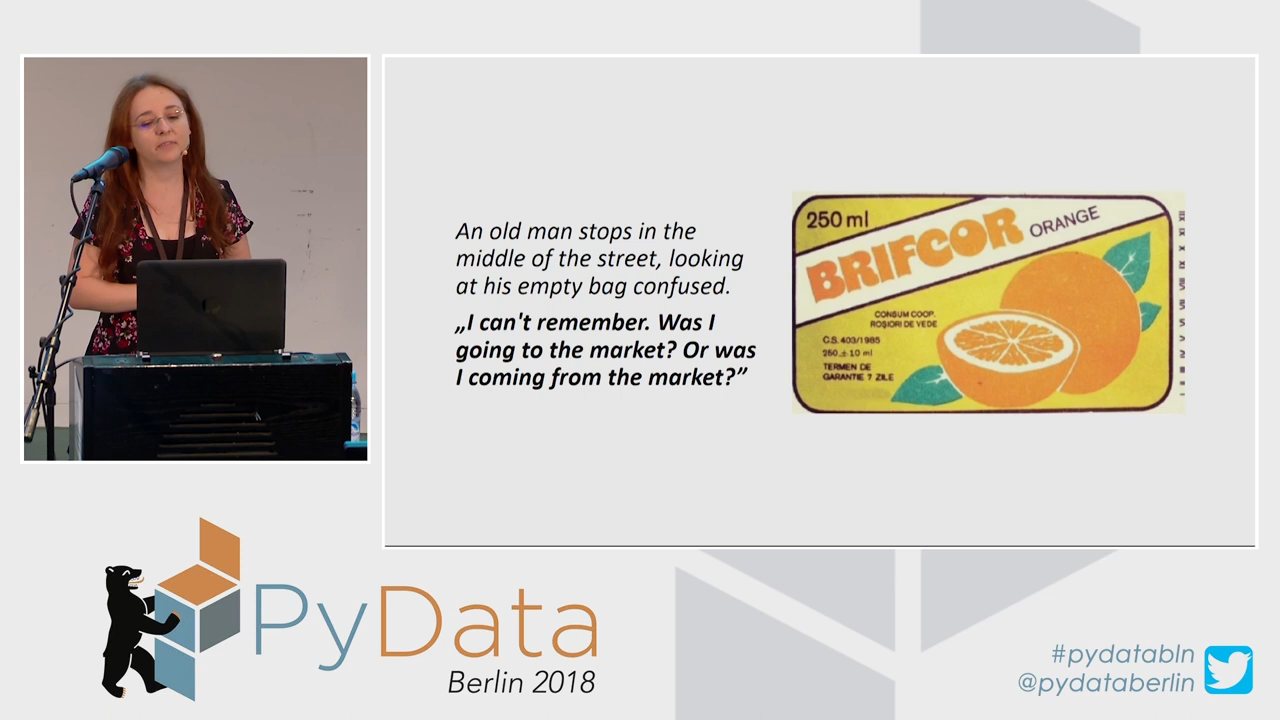 An old man stops in the
middle of the street, looking
at his empty bag confused.
„I can't remember. Was I
going to the market? Or was
I coming from the market?”
250 ml
BRIFCOR ORANGE
CONSUM COOP.
ROȘIORI DE VEDE
C.S. 403/1985
250 ± 10 ml
TERMEN DE
GARANTIE 7 ZILE
PyData
Berlin 2018
#pydatabln
@pydataberlin